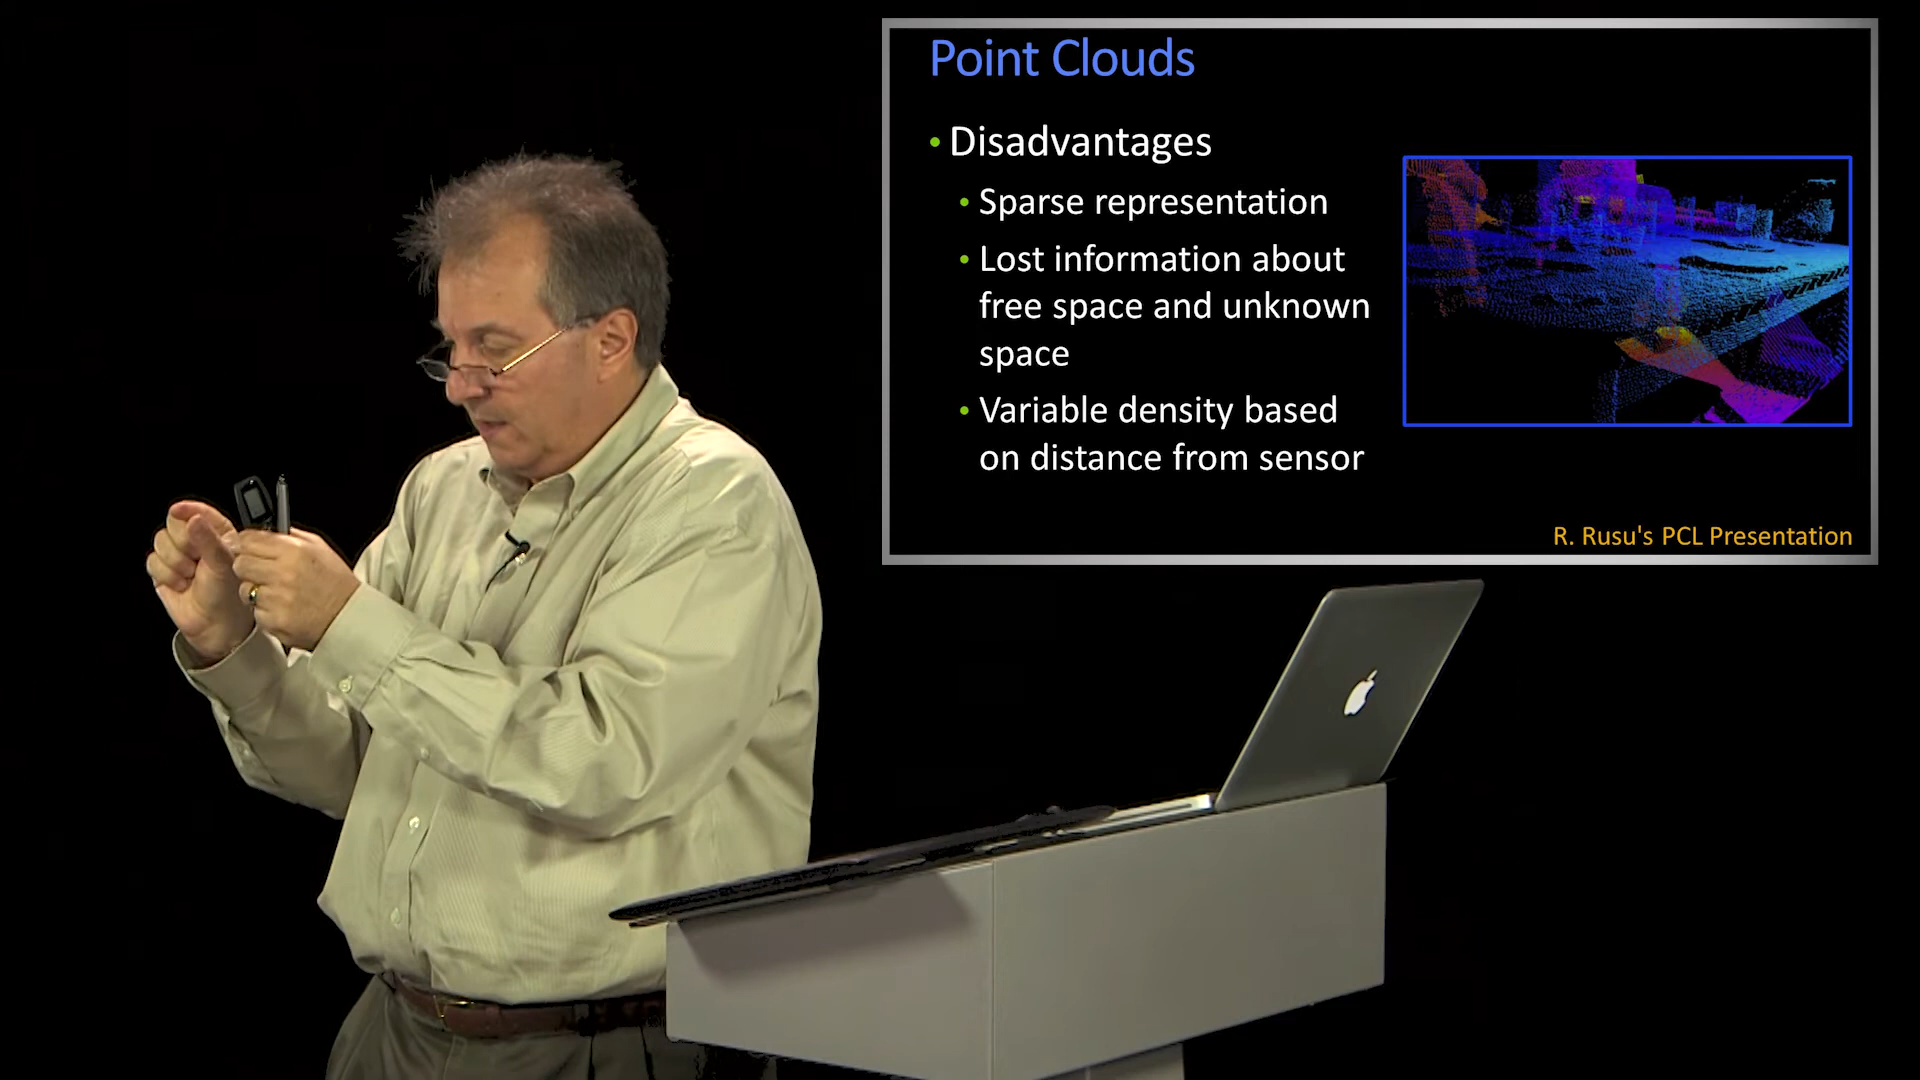 Point Clouds
• Disadvantages
• Sparse representation
• Lost information about
free space and unknown
space
• Variable density based
on distance from sensor
R. Rusu's PCL Presentation